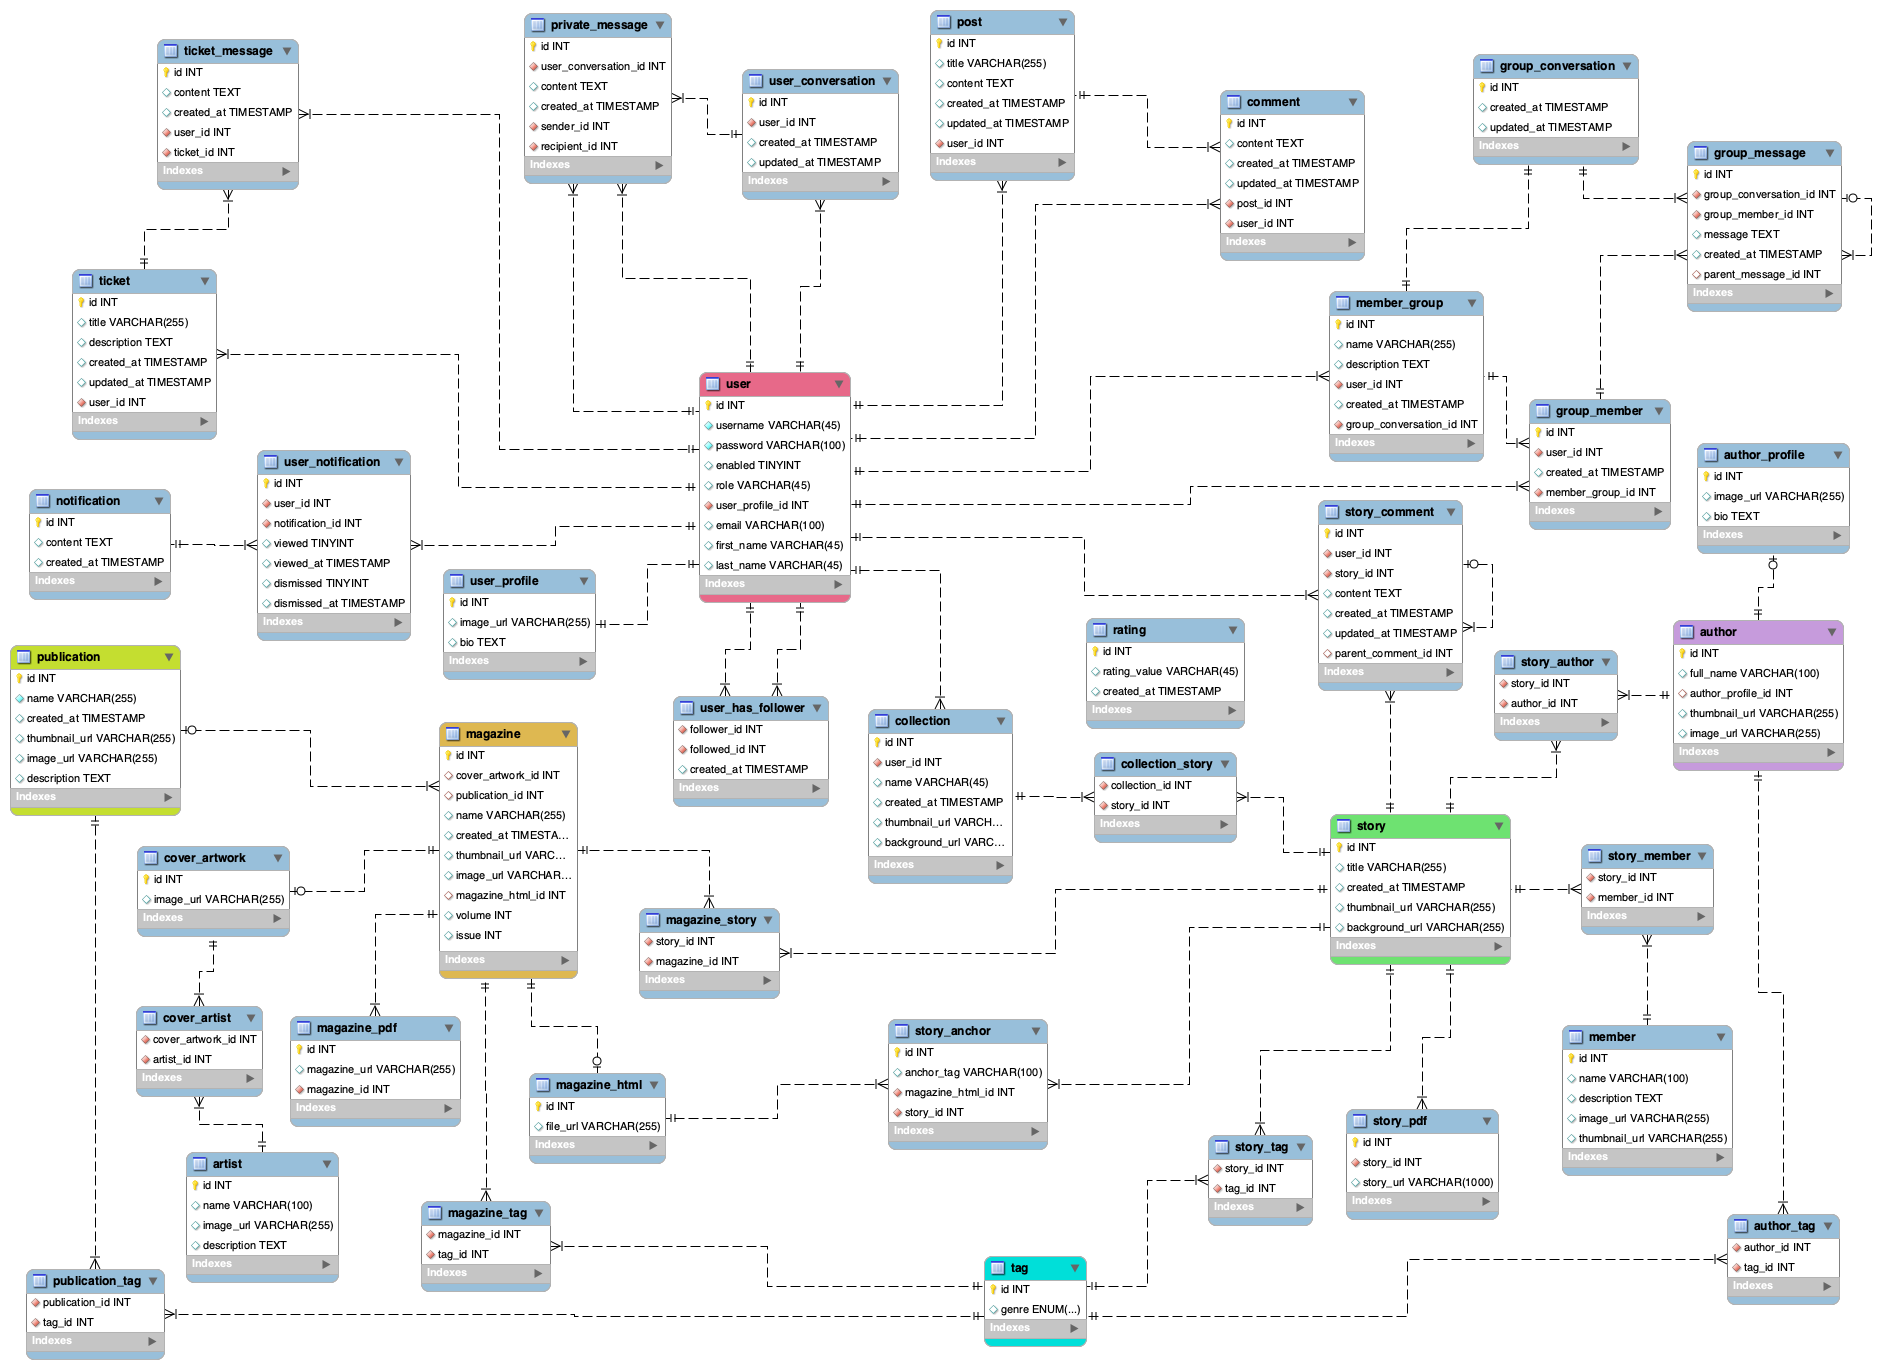 ticket_message
id INT
content TEXT
created_at TIMESTAMP
user_id INT
ticket_id INT
Indexes
private_message
id INT
user_conversation_id INT
content TEXT
created_at TIMESTAMP
sender_id INT
recipient_id INT
Indexes
user_conversation
id INT
user_id INT
created_at TIMESTAMP
updated_at TIMESTAMP
Indexes
post
id INT
title VARCHAR(255)
content TEXT
created_at TIMESTAMP
updated_at TIMESTAMP
user_id INT
Indexes
comment
id INT
content TEXT
created_at TIMESTAMP
updated_at TIMESTAMP
post_id INT
user_id INT
Indexes
group_conversation
id INT
created_at TIMESTAMP
updated_at TIMESTAMP
Indexes
group_message
id INT
group_conversation_id INT
group_member_id INT
message TEXT
created_at TIMESTAMP
parent_message_id INT
Indexes
ticket
id INT
title VARCHAR(255)
description TEXT
created_at TIMESTAMP
updated_at TIMESTAMP
user_id INT
Indexes
member_group
id INT
name VARCHAR(255)
description TEXT
user_id INT
created_at TIMESTAMP
group_conversation_id INT
Indexes
user
id INT
username VARCHAR(45)
password VARCHAR(100)
enabled TINYINT
role VARCHAR(45)
user_profile_id INT
email VARCHAR(100)
first_name VARCHAR(45)
last_name VARCHAR(45)
Indexes
group_member
id INT
user_id INT
created_at TIMESTAMP
member_group_id INT
Indexes
author_profile
id INT
image_url VARCHAR(255)
bio TEXT
Indexes
user_notification
id INT
user_id INT
notification_id INT
viewed TINYINT
viewed_at TIMESTAMP
dismissed TINYINT
dismissed_at TIMESTAMP
Indexes
notification
id INT
content TEXT
created_at TIMESTAMP
Indexes
story_comment
id INT
user_id INT
story_id INT
content TEXT
created_at TIMESTAMP
updated_at TIMESTAMP
parent_comment_id INT
Indexes
user_profile
id INT
image_url VARCHAR(255)
bio TEXT
Indexes
rating
id INT
rating_value VARCHAR(45)
created_at TIMESTAMP
Indexes
author
id INT
full_name VARCHAR(100)
author_profile_id INT
thumbnail_url VARCHAR(255)
image_url VARCHAR(255)
Indexes
publication
id INT
name VARCHAR(255)
created_at TIMESTAMP
thumbnail_url VARCHAR(255)
image_url VARCHAR(255)
description TEXT
Indexes
story_author
story_id INT
author_id INT
Indexes
user_has_follower
follower_id INT
followed_id INT
created_at TIMESTAMP
Indexes
collection
id INT
user_id INT
name VARCHAR(45)
created_at TIMESTAMP
thumbnail_url VARCH...
background_url VARC...
Indexes
magazine
id INT
cover_artwork_id INT
publication_id INT
name VARCHAR(255)
created_at TIMESTA...
thumbnail_url VARC...
image_url VARCHAR...
magazine_html_id INT
volume INT
issue INT
Indexes
collection_story
collection_id INT
story_id INT
Indexes
story
id INT
title VARCHAR(255)
created_at TIMESTAMP
thumbnail_url VARCHAR(255)
background_url VARCHAR(255)
Indexes
cover_artwork
id INT
image_url VARCHAR(255)
Indexes
story_member
story_id INT
member_id INT
Indexes
magazine_story
story_id INT
magazine_id INT
Indexes
cover_artist
cover_artwork_id INT
artist_id INT
Indexes
magazine_pdf
id INT
magazine_url VARCHAR(255)
magazine_id INT
Indexes
story_anchor
id INT
anchor_tag VARCHAR(100)
magazine_html_id INT
story_id INT
Indexes
member
id INT
name VARCHAR(100)
description TEXT
image_url VARCHAR(255)
thumbnail_url VARCHAR(255)
Indexes
magazine_html
id INT
file_url VARCHAR(255)
Indexes
story_pdf
id INT
story_id INT
story_url VARCHAR(1000)
Indexes
story_tag
story_id INT
tag_id INT
Indexes
artist
id INT
name VARCHAR(100)
image_url VARCHAR(255)
description TEXT
Indexes
magazine_tag
magazine_id INT
tag_id INT
Indexes
author_tag
author_id INT
tag_id INT
Indexes
tag
id INT
genre ENUM(...)
Indexes
publication_tag
publication_id INT
tag_id INT
Indexes